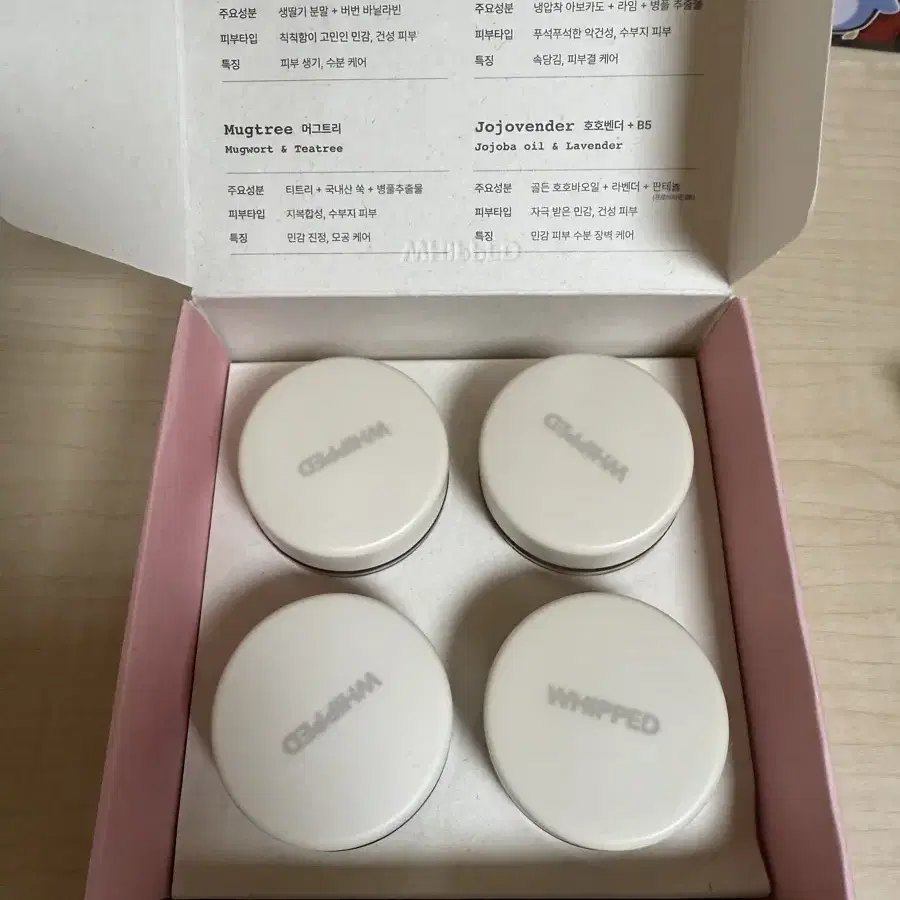 주요성분 생딸기 분말 + 버번 바닐라빈
피부타입 칙칙함이 고민인 민감, 건성 피부
특징 피부 생기, 수분 케어
주요성분 냉압착 아보카도 + 라임 + 병풀 추출물
피부타입 푸석푸석한 악건성, 수부지 피부
특징 속당김, 피부결 케어
Mugtree 머그트리
Mugwort & Teatree
주요성분 티트리 + 국내산 쑥 + 병풀추출물
피부타입 지복합성, 수부지 피부
특징 민감 진정, 모공 케어
Jojovender 호호벤더 + B5
Jojoba oil & Lavender
주요성분 골든 호호바오일 + 라벤더 + 판테놀
피부타입 자극 받은 민감, 건성 피부
특징 민감 피부 수분 장벽 케어
WHIPPED
WHIPPED
WHIPPED
WHIPPED
WHIPPED